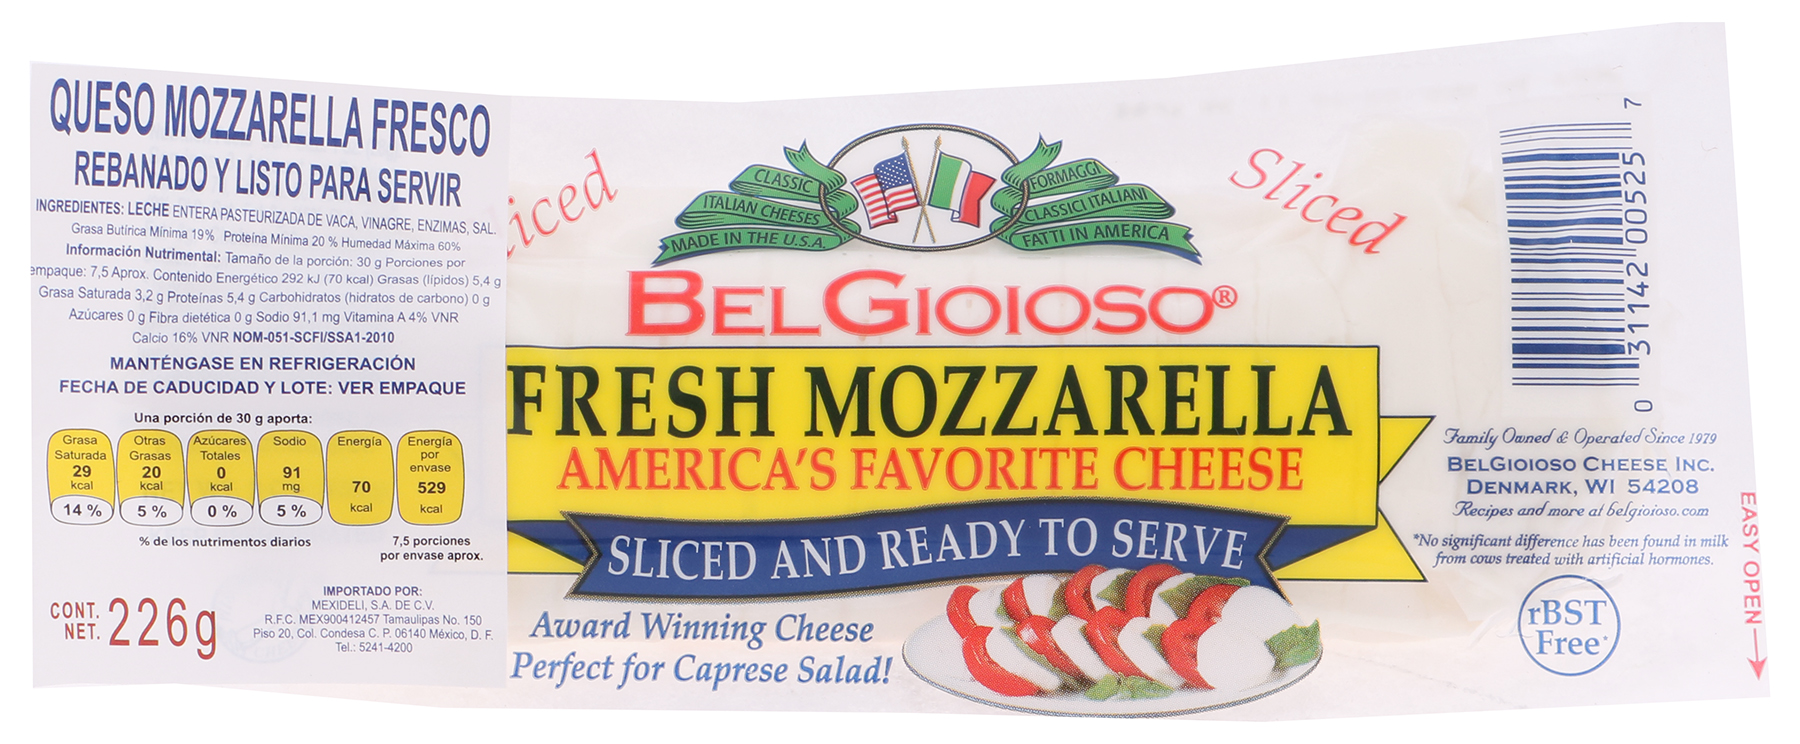 QUESO MOZZARELLA FRESCO
REBANADO Y LISTO PARA SERVIR
INGREDIENTES: LECHE ENTERA PASTEURIZADA DE VACA, VINAGRE, ENZIMAS, SAL.
Grasa Butírica Mínima 19% Proteína Mínima 20 % Humedad Máxima 60%
Información Nutrimental: Tamaño de la porción: 30 g Porciones por
empaque: 7,5 Aprox. Contenido Energético 292 kJ (70 kcal) Grasas (lípidos) 5,4 g
Grasa Saturada 3,2 g Proteínas 5,4 g Carbohidratos (hidratos de carbono) 0 g
Azúcares 0 g Fibra dietética 0 g Sodio 91,1 mg Vitamina A 4% VNR
Calcio 16% VNR NOM-051-SCFI/SSA1-2010
MANTÉNGASE EN REFRIGERACIÓN
FECHA DE CADUCIDAD Y LOTE: VER EMPAQUE
Una porción de 30 g aporta:
Grasa Saturada 29 kcal 14 %
Otras Grasas 20 kcal 5 %
Azúcares Totales 0 kcal 0 %
Sodio 91 mg 5 %
Energía 70 kcal
Energía por envase 529 kcal
% de los nutrimentos diarios
7,5 porciones
por envase aprox.
CONT. NET. 226g
IMPORTADO POR:
MEXIDELI, S.A. DE C.V.
R.F.C. MEX900412457 Tamaulipas No. 150
Piso 20, Col. Condesa C. P. 06140 México, D. F.
Tel.: 5241-4200
iced
CLASSIC
ITALIAN CHEESES
MADE IN THE U.S.A.
FORMAGGI
CLASSICI ITALIANI
FATTI IN AMERICA
Sliced
BELGIOIOSO®
FRESH MOZZARELLA
AMERICA'S FAVORITE CHEESE
SLICED AND READY TO SERVE
Award Winning Cheese
Perfect for Caprese Salad!
0 31142 00525 7
Family Owned & Operated Since 1979
BELGIOIOSO CHEESE INC.
DENMARK, WI 54208
Recipes and more at belgioioso.com
*No significant difference has been found in milk
from cows treated with artificial hormones.
rBST
Free*
EASY OPEN